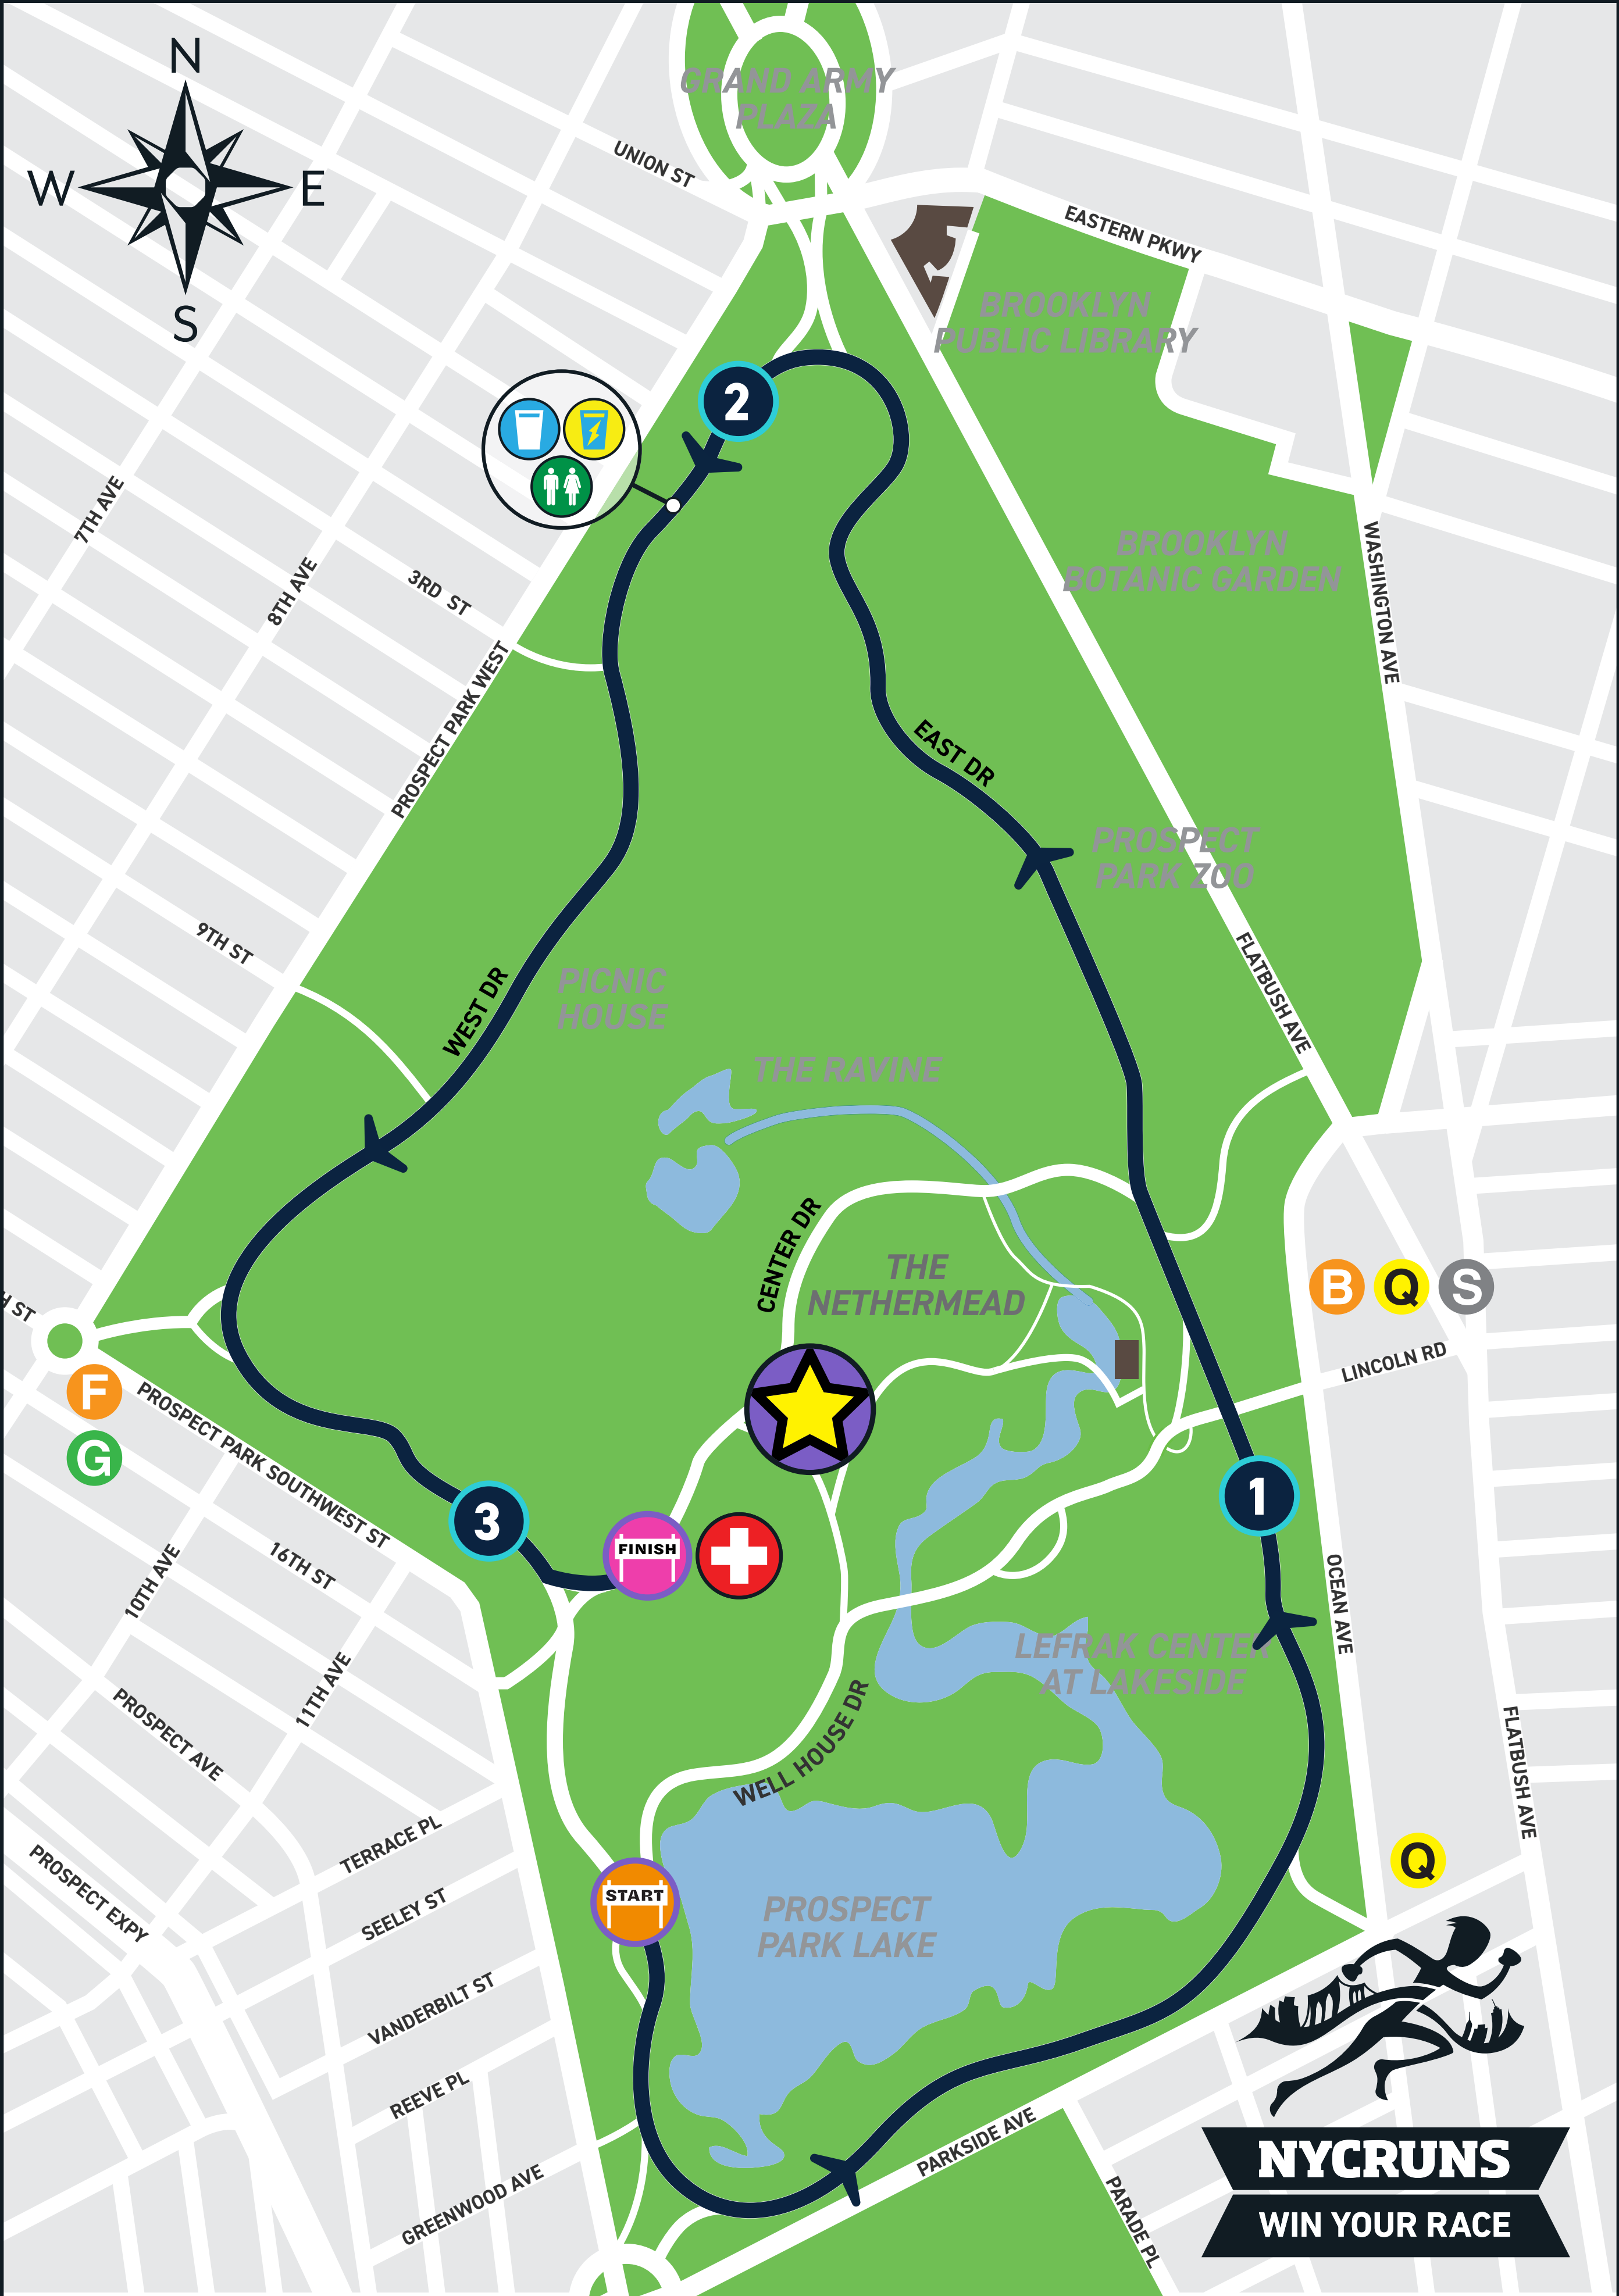 N
W
E
S
GRAND ARMY
PLAZA
UNION ST
EASTERN PKWY
BROOKLYN
PUBLIC LIBRARY
2
7TH AVE
8TH AVE
3RD ST
PROSPECT PARK WEST
BROOKLYN
BOTANIC GARDEN
WASHINGTON AVE
EAST DR
PROSPECT
PARK ZOO
9TH ST
WEST DR
PICNIC
HOUSE
FLATBUSH AVE
THE RAVINE
CENTER DR
THE
NETHERMEAD
B Q S
H ST
LINCOLN RD
F
G
PROSPECT PARK SOUTHWEST ST
1
3
FINISH
16TH ST
10TH AVE
OCEAN AVE
LEFRAK CENTER
AT LAKESIDE
11TH AVE
PROSPECT AVE
WELL HOUSE DR
FLATBUSH AVE
TERRACE PL
PROSPECT EXPY
SEELEY ST
START
Q
PROSPECT
PARK LAKE
VANDERBILT ST
REEVE PL
PARKSIDE AVE
GREENWOOD AVE
PARADE PL
NYCRUNS
WIN YOUR RACE